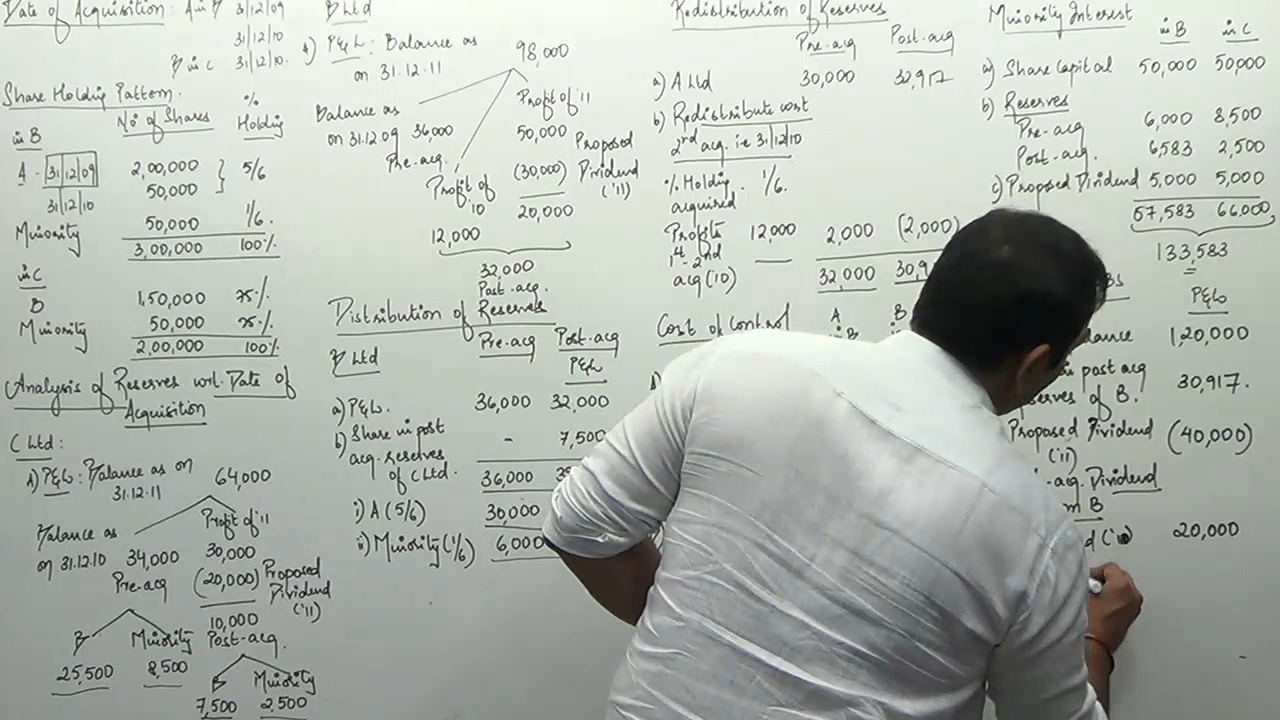 Date of Acquisition : A in B 31/12/09
31/12/10
B in C 31/12/10.
Share Holding Pattern.
No of Shares % Holding
in B
A - 31/12/09 2,00,000 } 5/6
31/12/10 50,000
Minority 50,000 1/6.
3,00,000 100%
in C
B 1,50,000 75%
Minority 50,000 25%
2,00,000 100%
Analysis of Reserves wrt. Date of
Acquisition
C Ltd :
A) P&L : Balance as on 64,000
31.12.11
Balance as Profit of 11
on 31.12.10 34,000 30,000
Pre-acq (20,000) Proposed
Dividend
('11)
10,000
B Minority Post-acq.
25,500 8,500
B Minority
7,500 2,500
B Ltd
A) P&L : Balance as 98,000
on 31.12.11
Balance as Profit of '11
on 31.12.09 36,000 50,000
Pre-acq. (30,000) Proposed
Dividend
('11)
Profit of 20,000
'10
12,000
32,000
Post-acq.
Distribution of Reserves
B Ltd Pre-acq Post-acq
P&L
a) P&L. 36,000 32,000
b) Share in post - 7,500
acq. reserves
of C Ltd.
36,000
i) A (5/6) 30,000
ii) Minority (1/6) 6,000
Redistribution of Reserves
Pre-acq Post-acq
a) A Ltd 30,000 32,917
b) Redistribute cost
2nd acq. i.e 31/12/10
% Holding 1/6.
acquired
Profits 12,000 2,000 (2,000)
1st - 2nd
acq ('10) 32,000
Cost of Control A B
in B
Minority Interest
in B in C
a) Share Capital 50,000 50,000
b) Reserves
Pre-acq 6,000 8,500
Post-acq. 6,583 2,500
c) Proposed Dividend 5,000 5,000
67,583 66,000
133,583
P&L
1,20,000
in post acq
of B. 30,917.
Proposed Dividend (40,000)
('11)
Dividend
B
20,000